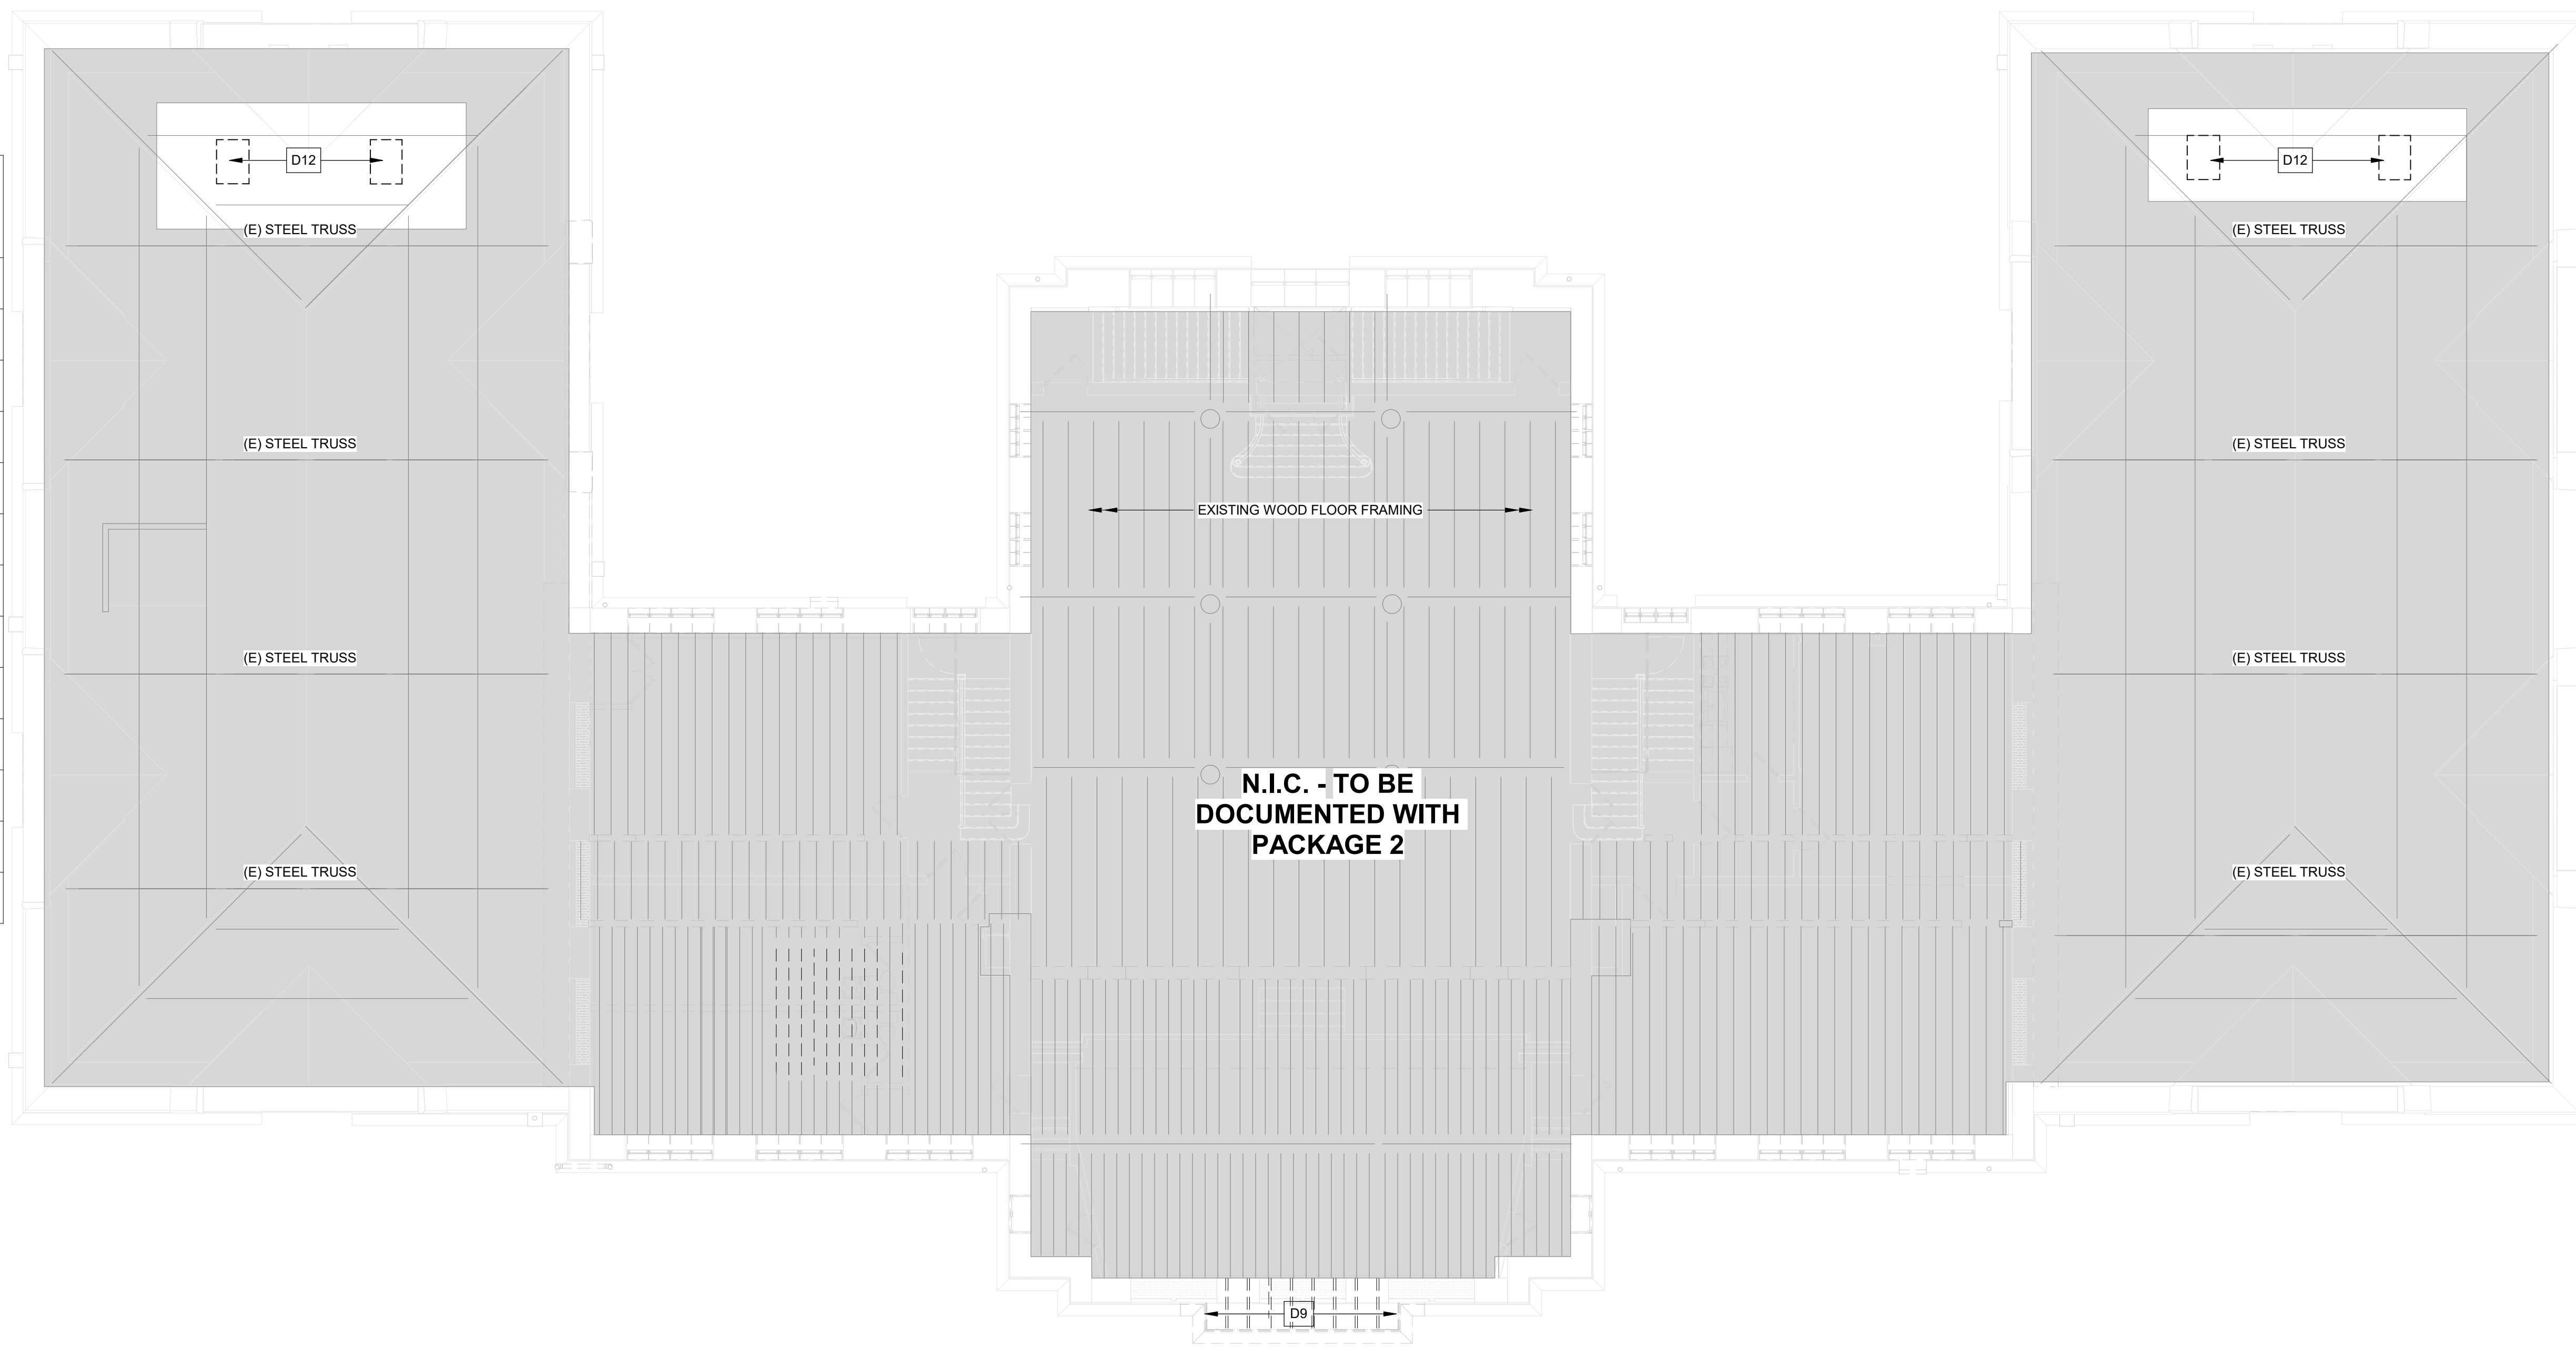 D12
D12
(E) STEEL TRUSS
(E) STEEL TRUSS
(E) STEEL TRUSS
(E) STEEL TRUSS
EXISTING WOOD FLOOR FRAMING
(E) STEEL TRUSS
(E) STEEL TRUSS
N.I.C. - TO BE
DOCUMENTED WITH
PACKAGE 2
(E) STEEL TRUSS
(E) STEEL TRUSS
D9